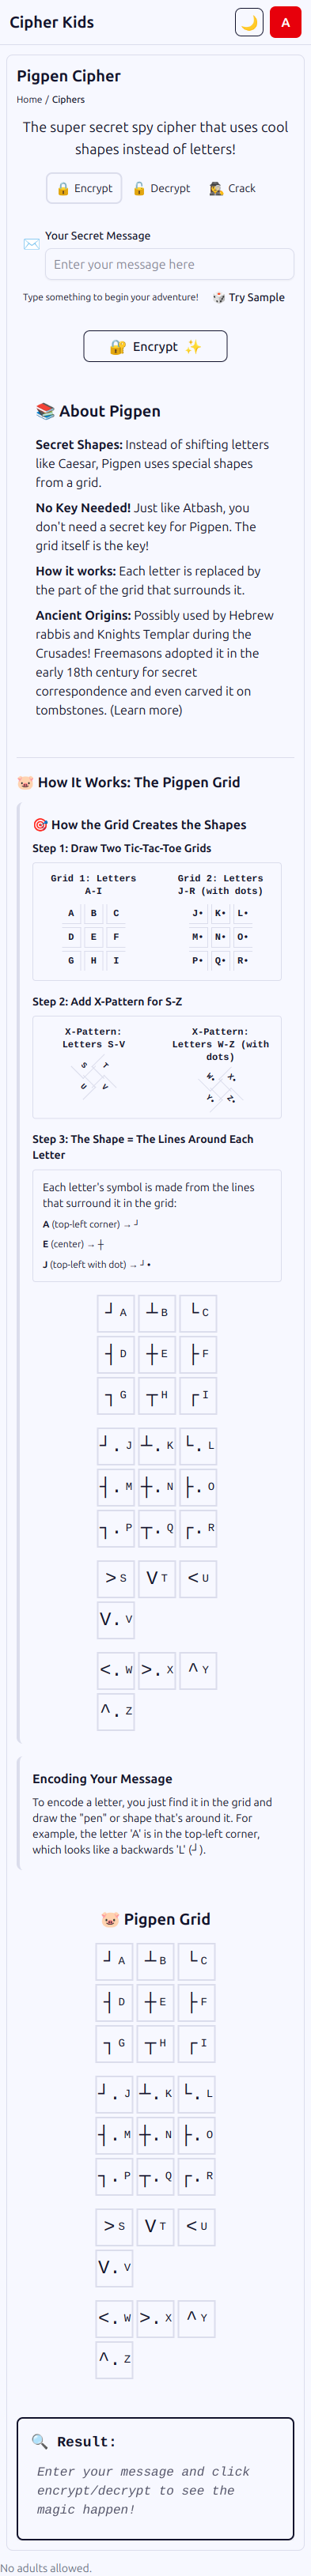 Cipher Kids
🌙
A
Pigpen Cipher
Home / Ciphers
The super secret spy cipher that uses cool
shapes instead of letters!
🔒 Encrypt 🔓 Decrypt 🕵️ Crack
Your Secret Message
✉️ Enter your message here
Type something to begin your adventure! 🎲 Try Sample
🔐 Encrypt ✨
📚 About Pigpen
Secret Shapes: Instead of shifting letters
like Caesar, Pigpen uses special shapes
from a grid.
No Key Needed! Just like Atbash, you
don't need a secret key for Pigpen. The
grid itself is the key!
How it works: Each letter is replaced by
the part of the grid that surrounds it.
Ancient Origins: Possibly used by Hebrew
rabbis and Knights Templar during the
Crusades! Freemasons adopted it in the
early 18th century for secret
correspondence and even carved it on
tombstones. (Learn more)
🐷 How It Works: The Pigpen Grid
🎯 How the Grid Creates the Shapes
Step 1: Draw Two Tic-Tac-Toe Grids
Grid 1: Letters
A-I
A B C
D E F
G H I
Grid 2: Letters
J-R (with dots)
J• K• L•
M• N• O•
P• Q• R•
Step 2: Add X-Pattern for S-Z
X-Pattern:
Letters S-V
S T
U V
X-Pattern:
Letters W-Z (with
dots)
W• X•
Y• Z•
Step 3: The Shape = The Lines Around Each
Letter
Each letter's symbol is made from the lines
that surround it in the grid:
A (top-left corner) → ┘
E (center) → ┼
J (top-left with dot) → ┘•
┘ A ┴ B └ C
┤ D ┼ E ├ F
┐ G ┬ H ┌ I
┘. J ┴. K └. L
┤. M ┼. N ├. O
┐. P ┬. Q ┌. R
> S V T < U
V. V
<. W >. X ^ Y
^. Z
Encoding Your Message
To encode a letter, you just find it in the grid and
draw the "pen" or shape that's around it. For
example, the letter 'A' is in the top-left corner,
which looks like a backwards 'L' (┘).
🐷 Pigpen Grid
┘ A ┴ B └ C
┤ D ┼ E ├ F
┐ G ┬ H ┌ I
┘. J ┴. K └. L
┤. M ┼. N ├. O
┐. P ┬. Q ┌. R
> S V T < U
V. V
<. W >. X ^ Y
^. Z
🔍 Result:
Enter your message and click
encrypt/decrypt to see the
magic happen!
No adults allowed.